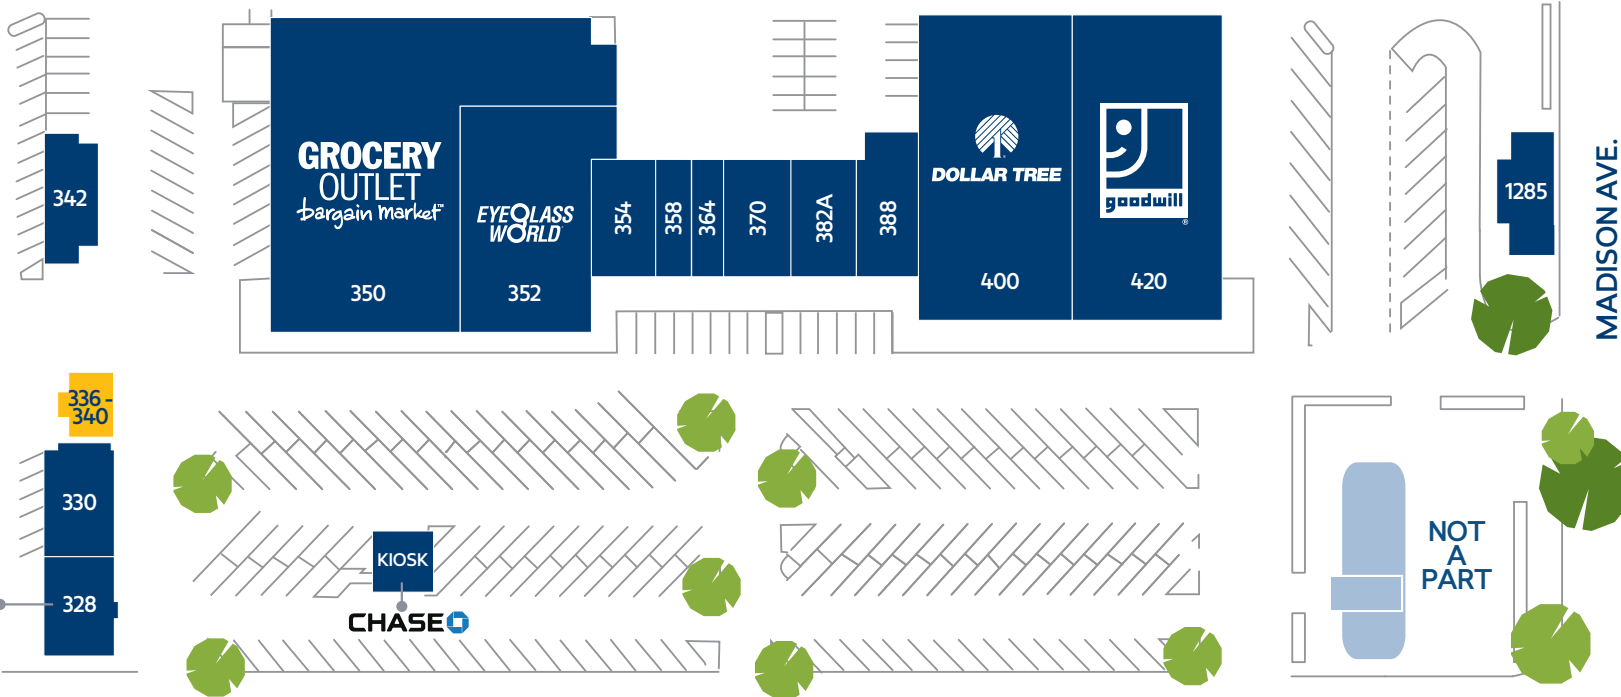 342
GROCERY
OUTLET
bargain market™
350
EYEGLASS
WORLD
352
354
358
364
370
382A
388
DOLLAR TREE
400
goodwill
®
420
1285
MADISON AVE.
336 -
340
330
328
KIOSK
CHASE
NOT
A
PART